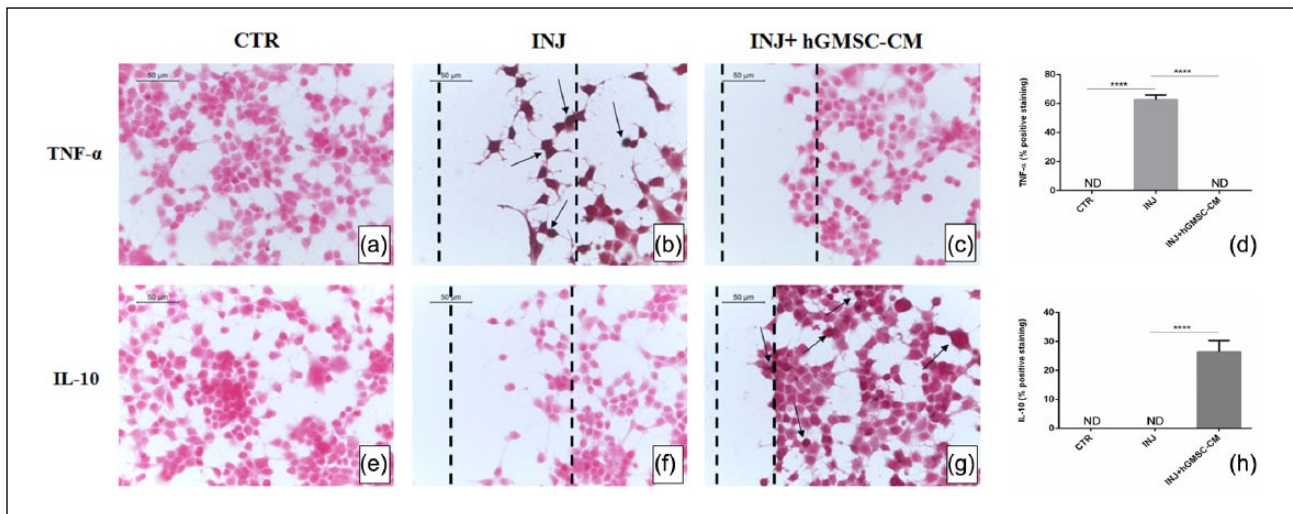 CTR
INJ
INJ+ hGMSC-CM
TNF-α
50 µm
(a)
50 µm
(b)
50 µm
(c)
TNF-α (% positive staining)
80
60
40
20
0
****
****
ND
ND
CTR
INJ
INJ+hGMSC-CM
(d)
IL-10
50 µm
(e)
50 µm
(f)
50 µm
(g)
IL-10 (% positive staining)
40
30
20
10
0
****
ND
ND
CTR
INJ
INJ+hGMSC-CM
(h)